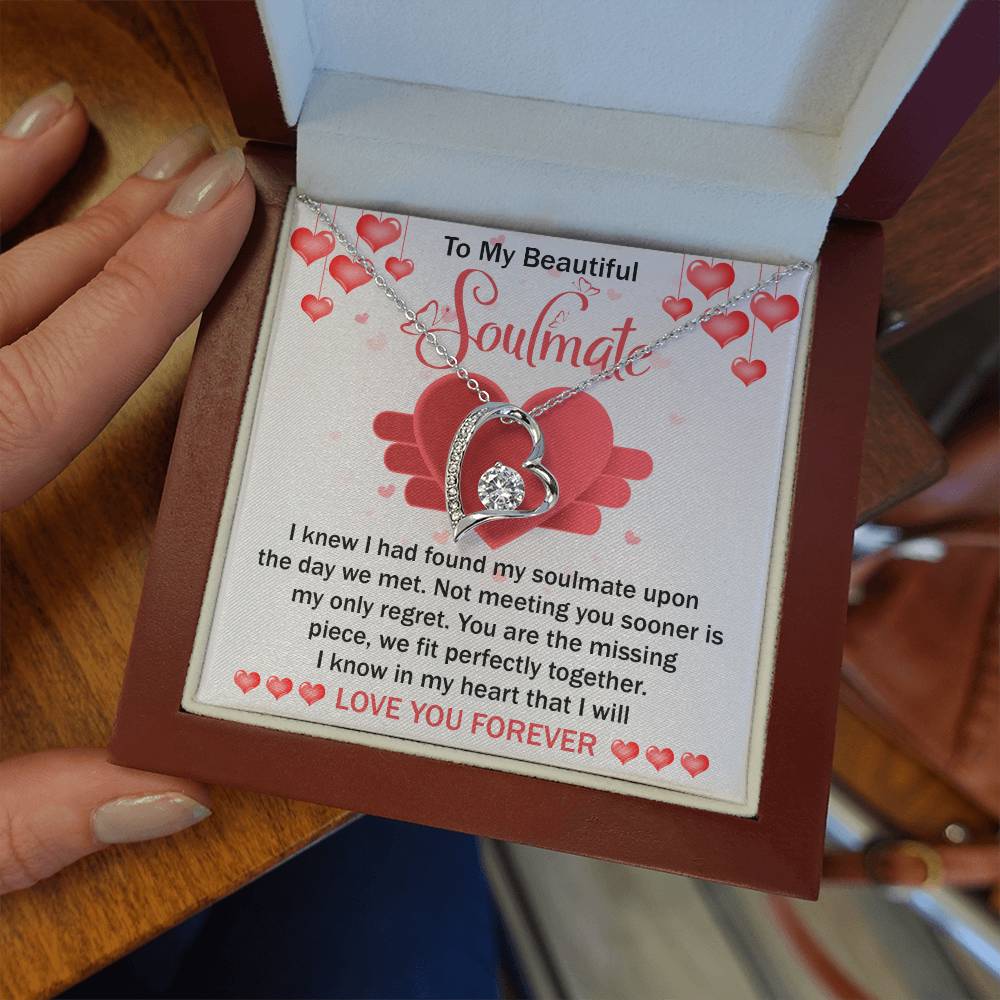 To My Beautiful
Soulmate
I knew I had found my soulmate upon
the day we met. Not meeting you sooner is
my only regret. You are the missing
piece, we fit perfectly together.
I know in my heart that I will
LOVE YOU FOREVER